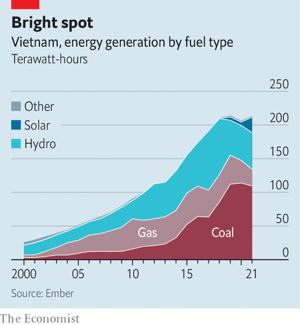 Bright spot
Vietnam, energy generation by fuel type
Terawatt-hours
250
Other
Solar
200
Hydro
150
100
Gas
Coal
50
0
2000 05 10 15 20 21
Source: Ember
The Economist